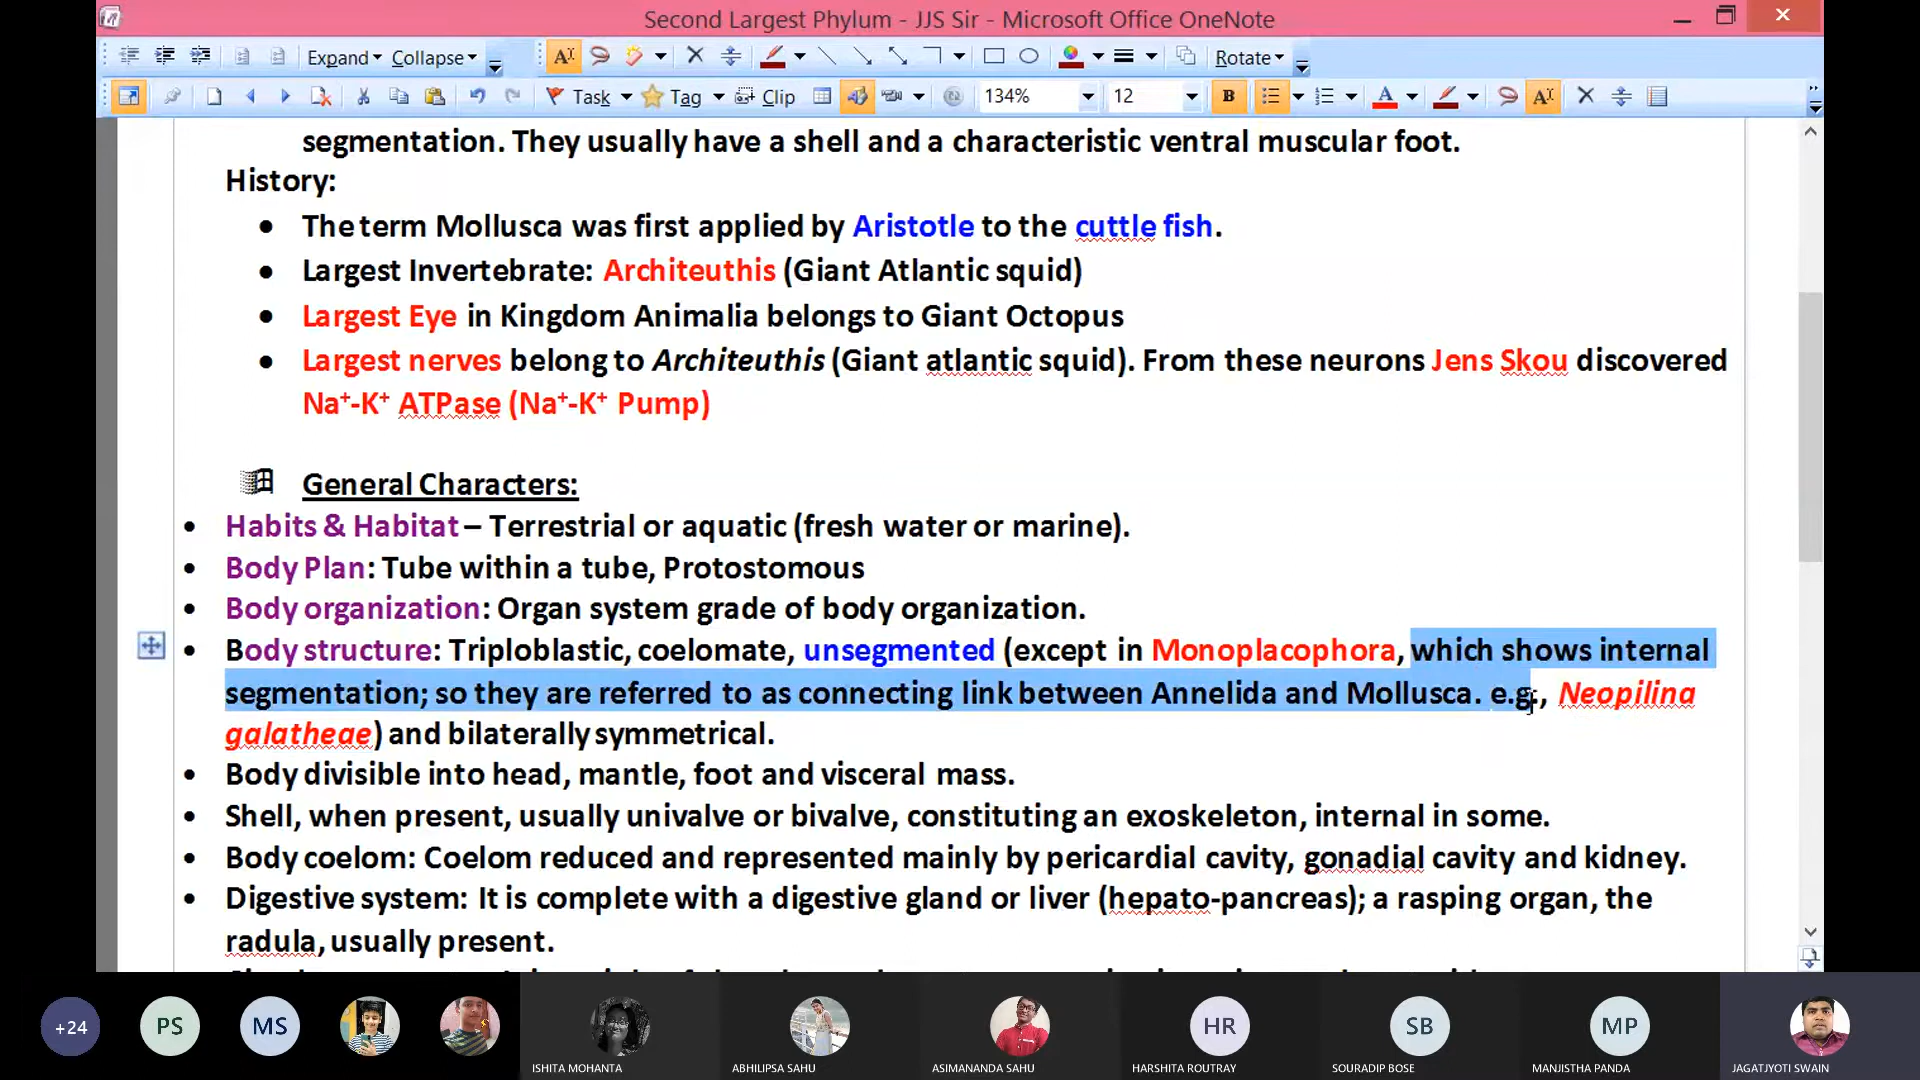 Second Largest Phylum - JJS Sir - Microsoft Office OneNote
Expand Collapse Rotate
Task Tag Clip 134% 12 B A
segmentation. They usually have a shell and a characteristic ventral muscular foot.
History:
• The term Mollusca was first applied by Aristotle to the cuttle fish.
• Largest Invertebrate: Architeuthis (Giant Atlantic squid)
• Largest Eye in Kingdom Animalia belongs to Giant Octopus
• Largest nerves belong to Architeuthis (Giant atlantic squid). From these neurons Jens Skou discovered
Na⁺-K⁺ ATPase (Na⁺-K⁺ Pump)
General Characters:
• Habits & Habitat – Terrestrial or aquatic (fresh water or marine).
• Body Plan: Tube within a tube, Protostomous
• Body organization: Organ system grade of body organization.
• Body structure: Triploblastic, coelomate, unsegmented (except in Monoplacophora, which shows internal
segmentation; so they are referred to as connecting link between Annelida and Mollusca. e.g., Neopilina
galatheae) and bilaterally symmetrical.
• Body divisible into head, mantle, foot and visceral mass.
• Shell, when present, usually univalve or bivalve, constituting an exoskeleton, internal in some.
• Body coelom: Coelom reduced and represented mainly by pericardial cavity, gonadial cavity and kidney.
• Digestive system: It is complete with a digestive gland or liver (hepato-pancreas); a rasping organ, the
radula, usually present.
+24 PS MS HR SB MP
ISHITA MOHANTA ABHILIPSA SAHU ASIMANANDA SAHU HARSHITA ROUTRAY SOURADIP BOSE MANJISTHA PANDA JAGATJYOTI SWAIN